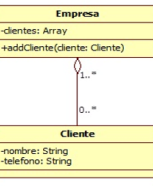 Empresa
-clientes: Array
+addCliente(cliente: Cliente)
1..*
0..*
Cliente
-nombre: String
-telefono: String